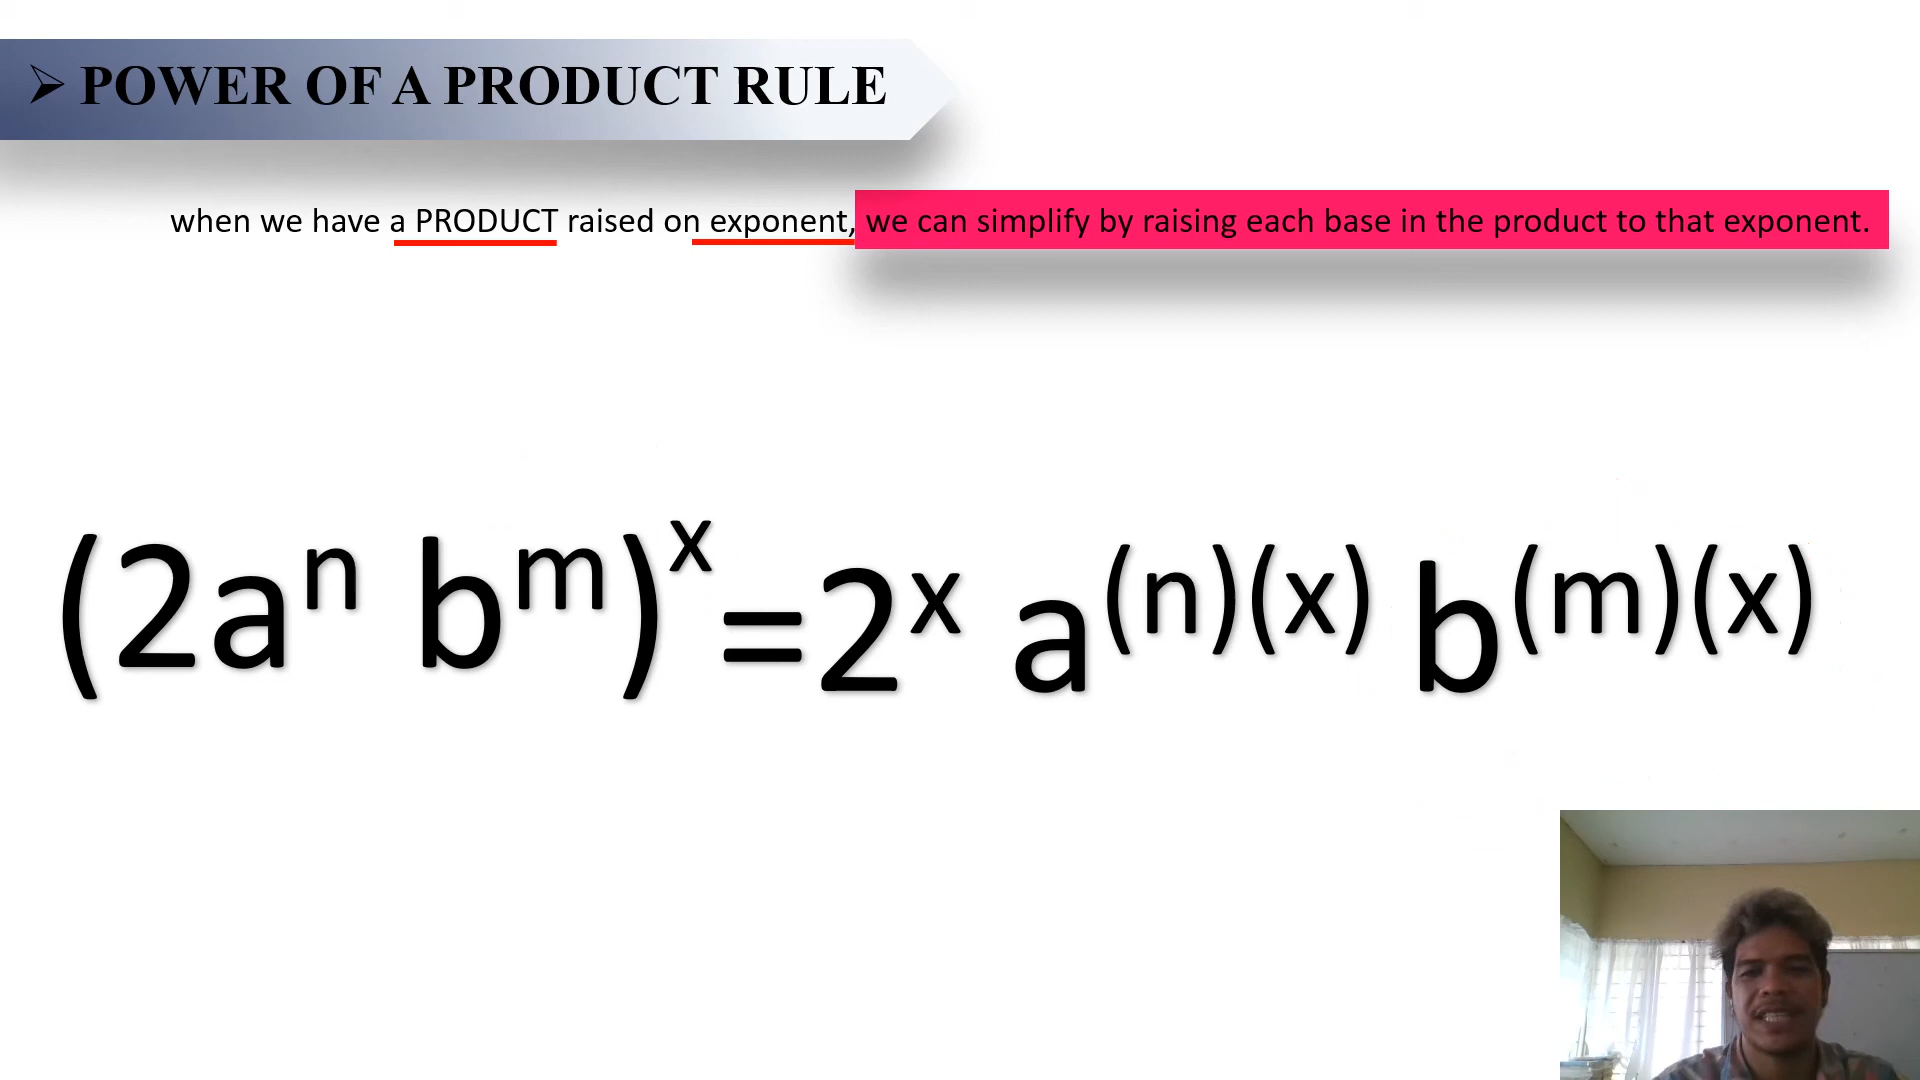 ➢ POWER OF A PRODUCT RULE
when we have a PRODUCT raised on exponent, we can simplify by raising each base in the product to that exponent.
(2aⁿ bᵐ)ˣ=2ˣ a⁽ⁿ⁾⁽ˣ⁾ b⁽ᵐ⁾⁽ˣ⁾